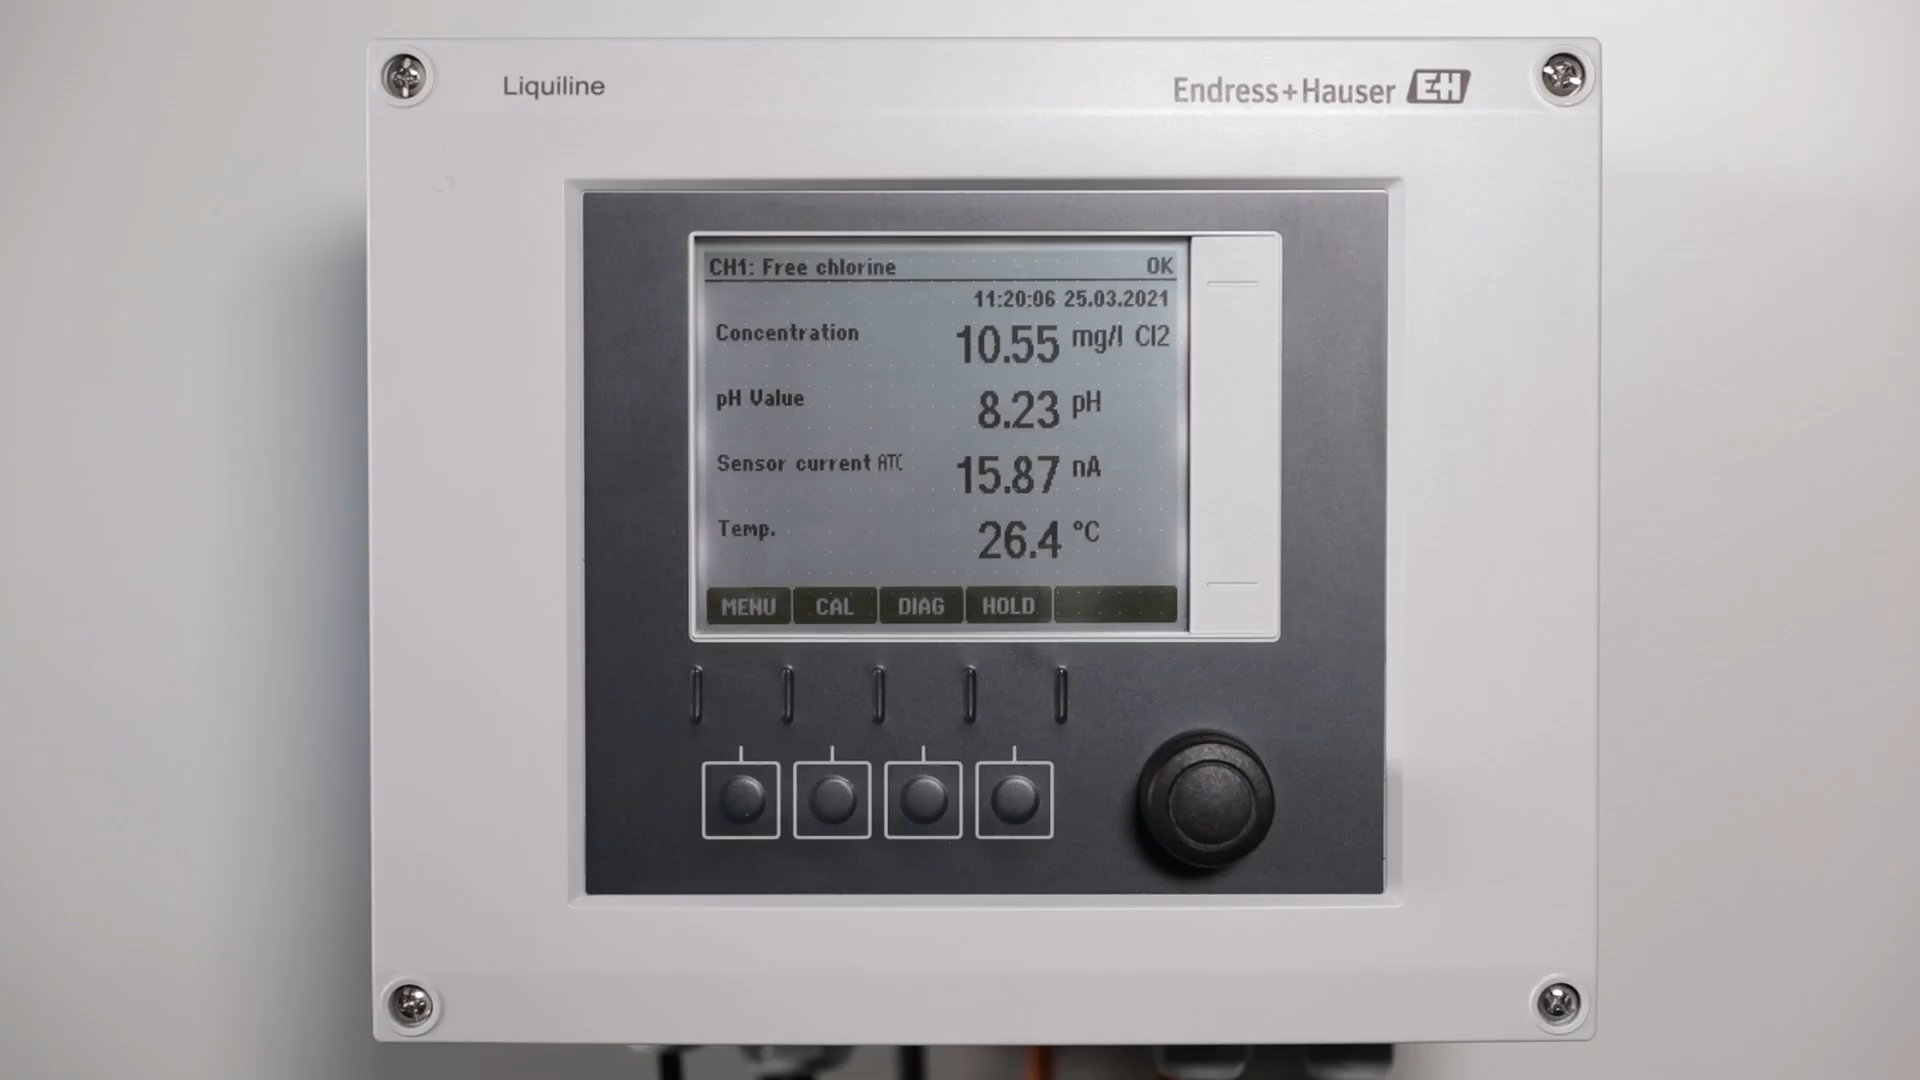 Liquiline
Endress+Hauser EH
CH1: Free chlorine OK
11:20:06 25.03.2021
Concentration 10.55 mg/l Cl2
pH Value 8.23 pH
Sensor current ATC 15.87 nA
Temp. 26.4 °C
MENU CAL DIAG HOLD